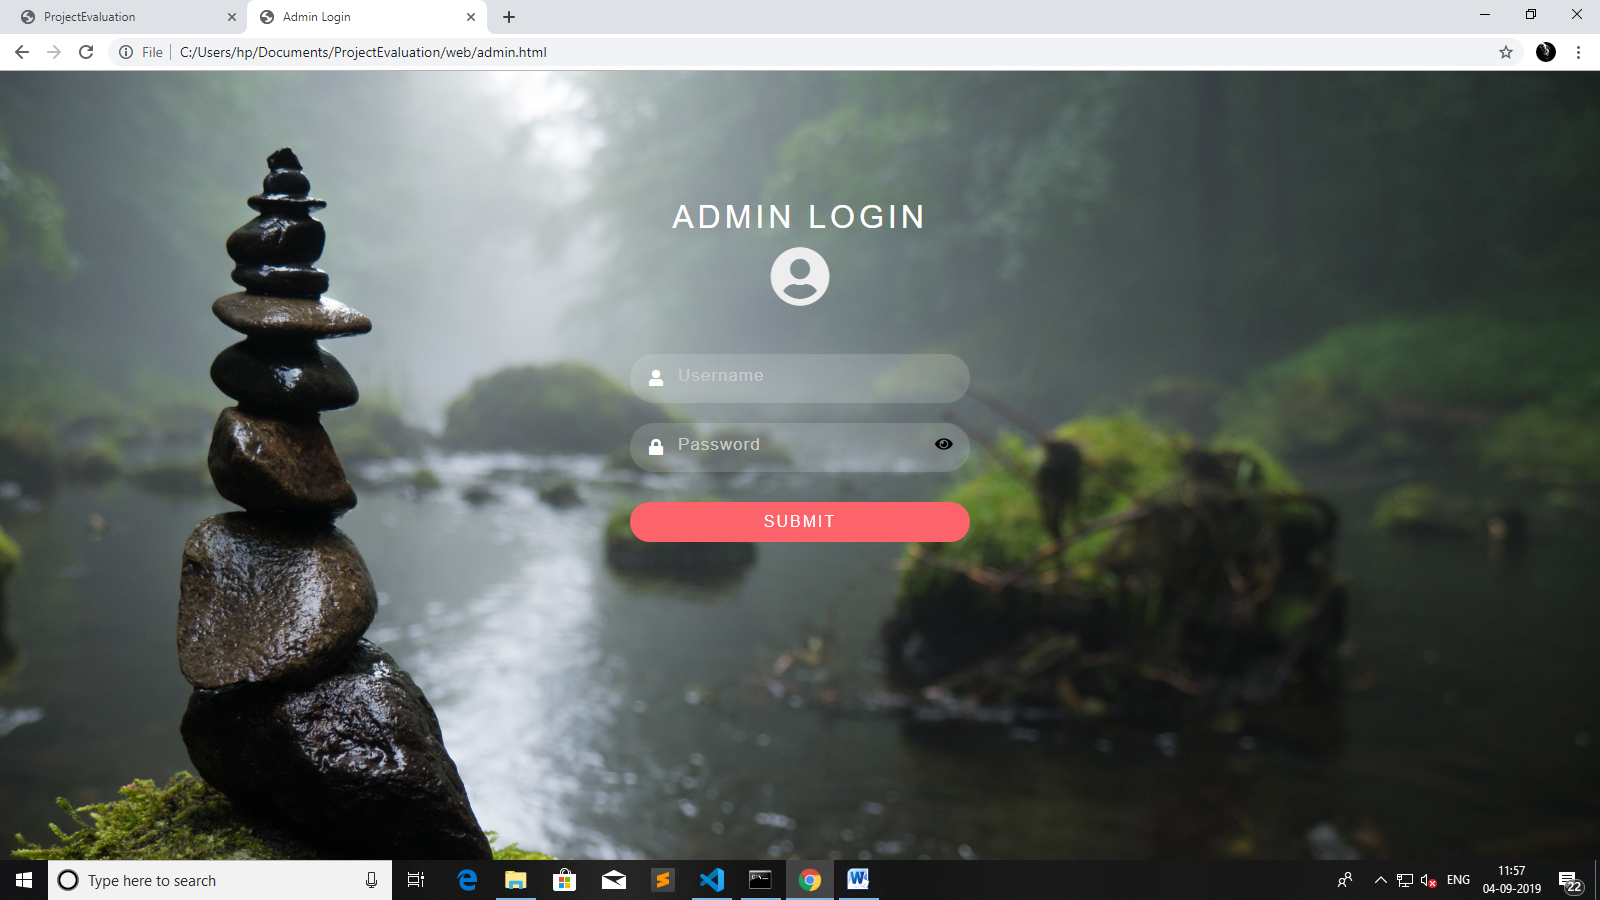 ProjectEvaluation
Admin Login
File
C:/Users/hp/Documents/ProjectEvaluation/web/admin.html
ADMIN LOGIN
Username
Password
SUBMIT
Type here to search
ENG
11:57
04-09-2019
22